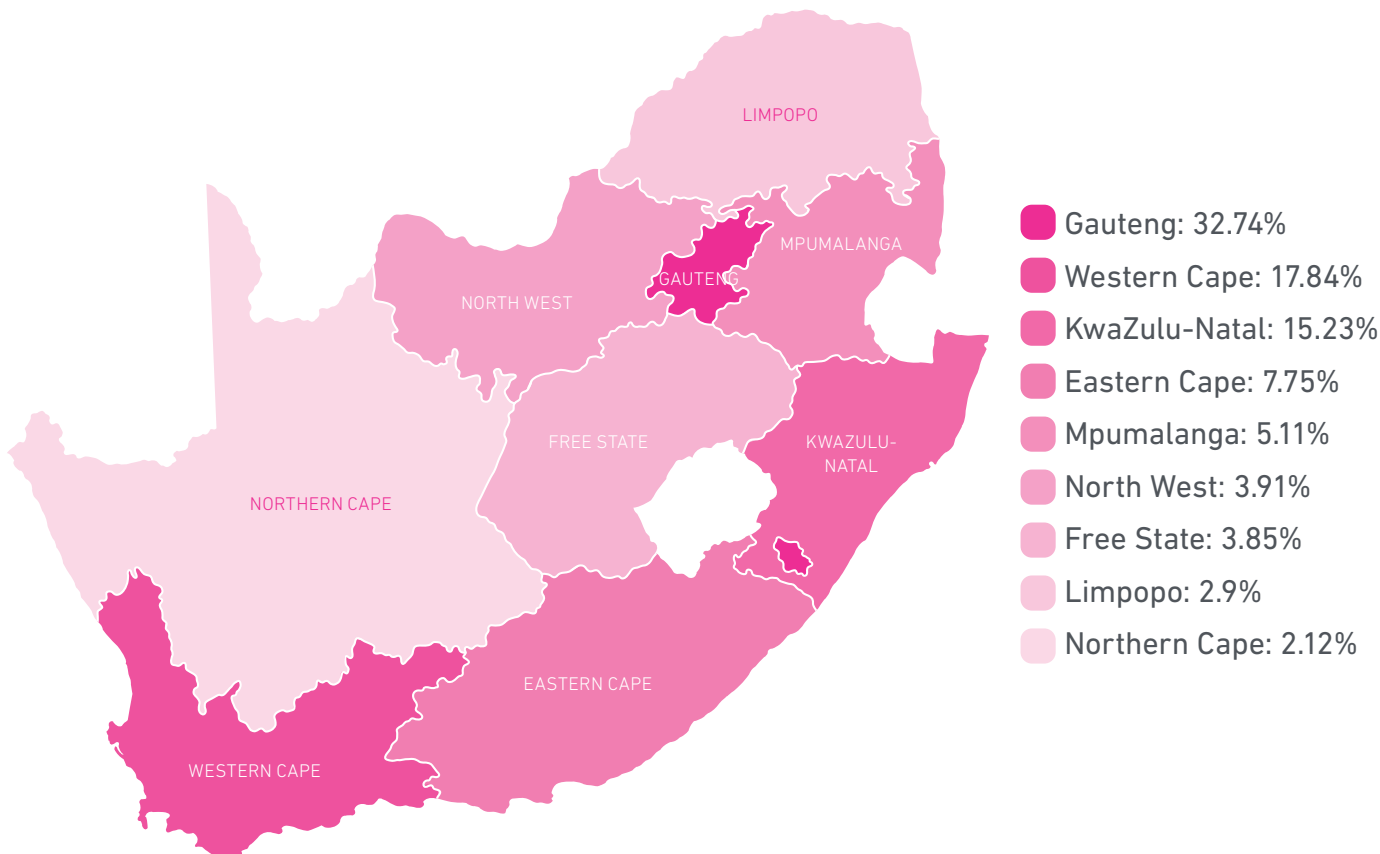 LIMPOPO
MPUMALANGA
GAUTENG
NORTH WEST
FREE STATE
KWAZULU-
NATAL
NORTHERN CAPE
EASTERN CAPE
WESTERN CAPE
Gauteng: 32.74%
Western Cape: 17.84%
KwaZulu-Natal: 15.23%
Eastern Cape: 7.75%
Mpumalanga: 5.11%
North West: 3.91%
Free State: 3.85%
Limpopo: 2.9%
Northern Cape: 2.12%